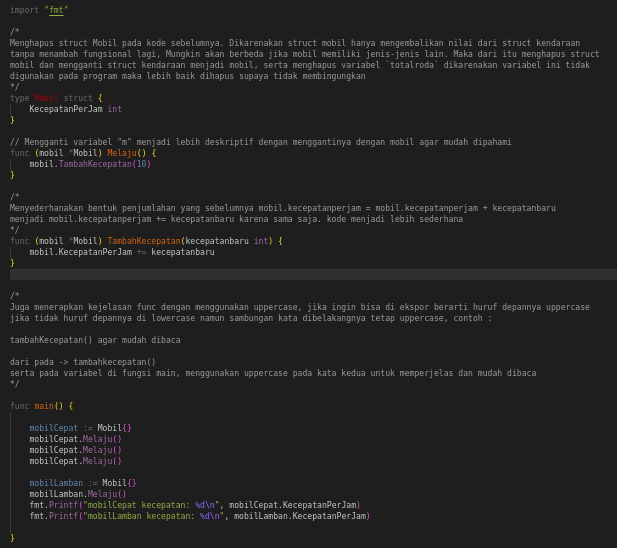 import "fmt"
/*
Menghapus struct Mobil pada kode sebelumnya. Dikarenakan struct mobil hanya mengembalikan nilai dari struct kendaraan
tanpa menambah fungsional lagi, Mungkin akan berbeda jika mobil memiliki jenis-jenis lain. Maka dari itu menghapus struct
mobil dan mengganti struct kendaraan menjadi mobil, serta menghapus variabel `totalroda` dikarenakan variabel ini tidak
digunakan pada program maka lebih baik dihapus supaya tidak membingungkan
*/
type Mobil struct {
KecepatanPerJam int
}
// Mengganti variabel "m" menjadi lebih deskriptif dengan menggantinya dengan mobil agar mudah dipahami
func (mobil *Mobil) Melaju() {
mobil.TambahKecepatan(10)
}
/*
Menyederhanakan bentuk penjumlahan yang sebelumnya mobil.kecepatanperjam = mobil.kecepatanperjam + kecepatanbaru
menjadi mobil.kecepatanperjam += kecepatanbaru karena sama saja. kode menjadi lebih sederhana
*/
func (mobil *Mobil) TambahKecepatan(kecepatanbaru int) {
mobil.KecepatanPerJam += kecepatanbaru
}
/*
Juga menerapkan kejelasan func dengan menggunakan uppercase, jika ingin bisa di ekspor berarti huruf depannya uppercase
jika tidak huruf depannya di lowercase namun sambungan kata dibelakangnya tetap uppercase, contoh :
tambahKecepatan() agar mudah dibaca
dari pada -> tambahkecepatan()
serta pada variabel di fungsi main, menggunakan uppercase pada kata kedua untuk memperjelas dan mudah dibaca
*/
func main() {
mobilCepat := Mobil{}
mobilCepat.Melaju()
mobilCepat.Melaju()
mobilCepat.Melaju()
mobilLamban := Mobil{}
mobilLamban.Melaju()
fmt.Printf("mobilCepat kecepatan: %d\n", mobilCepat.KecepatanPerJam)
fmt.Printf("mobilLamban kecepatan: %d\n", mobilLamban.KecepatanPerJam)
}